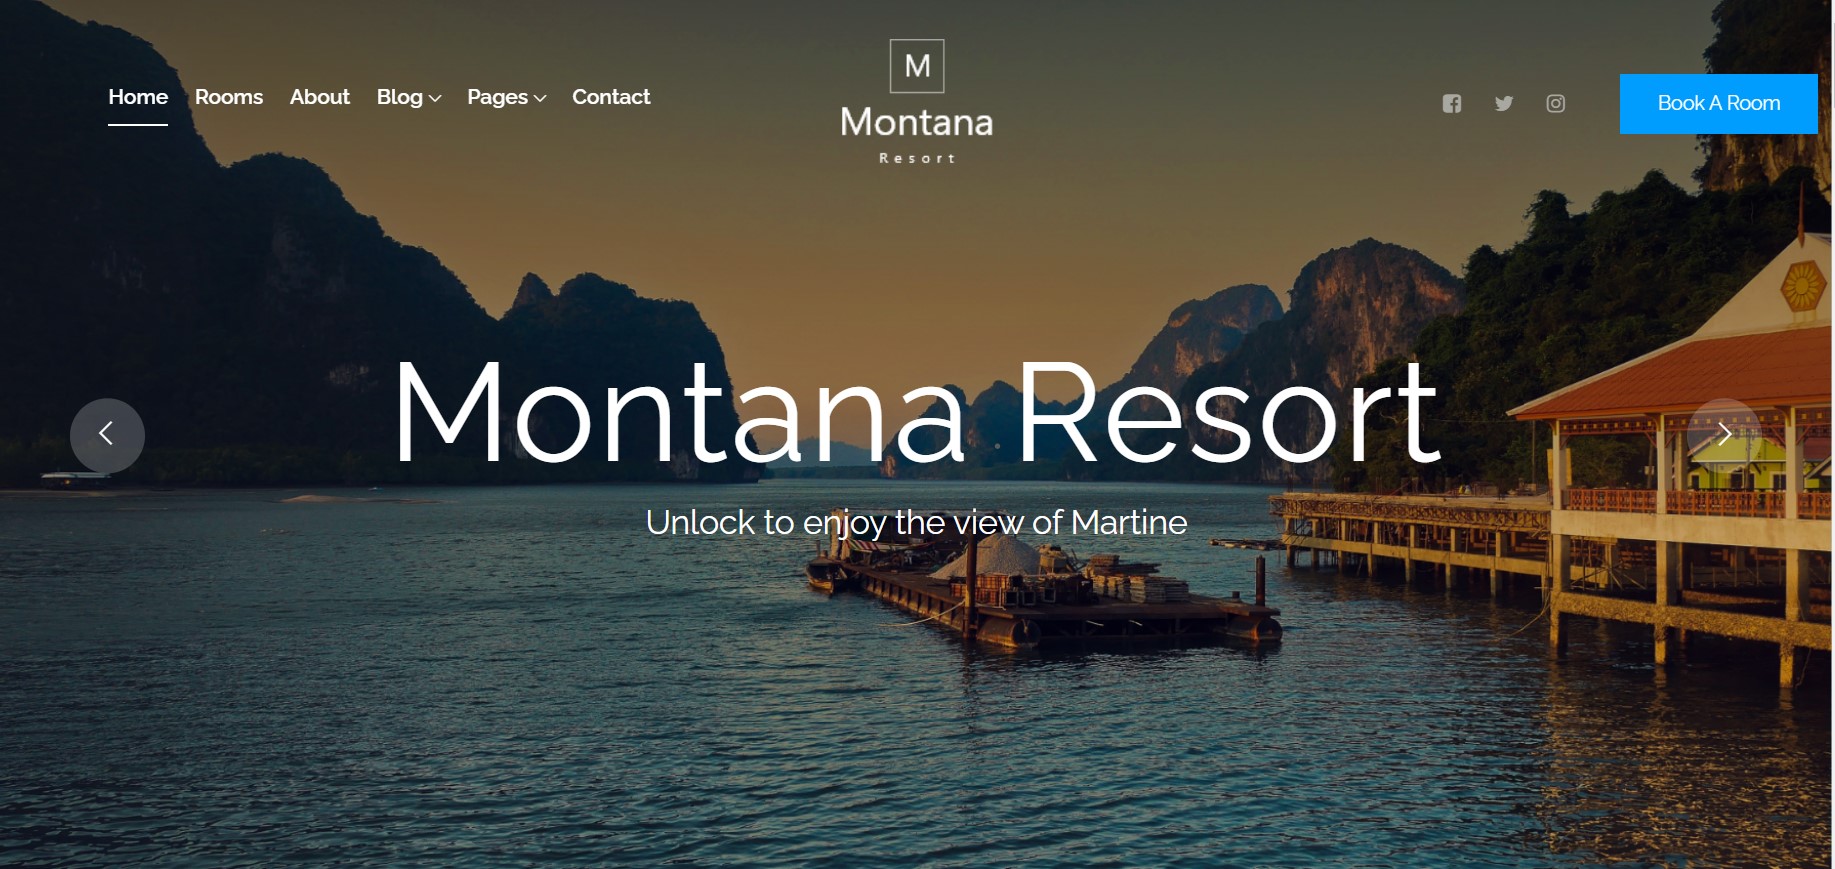 Home Rooms About Blog Pages Contact
M
Montana
Resort
Book A Room
Montana Resort
Unlock to enjoy the view of Martine